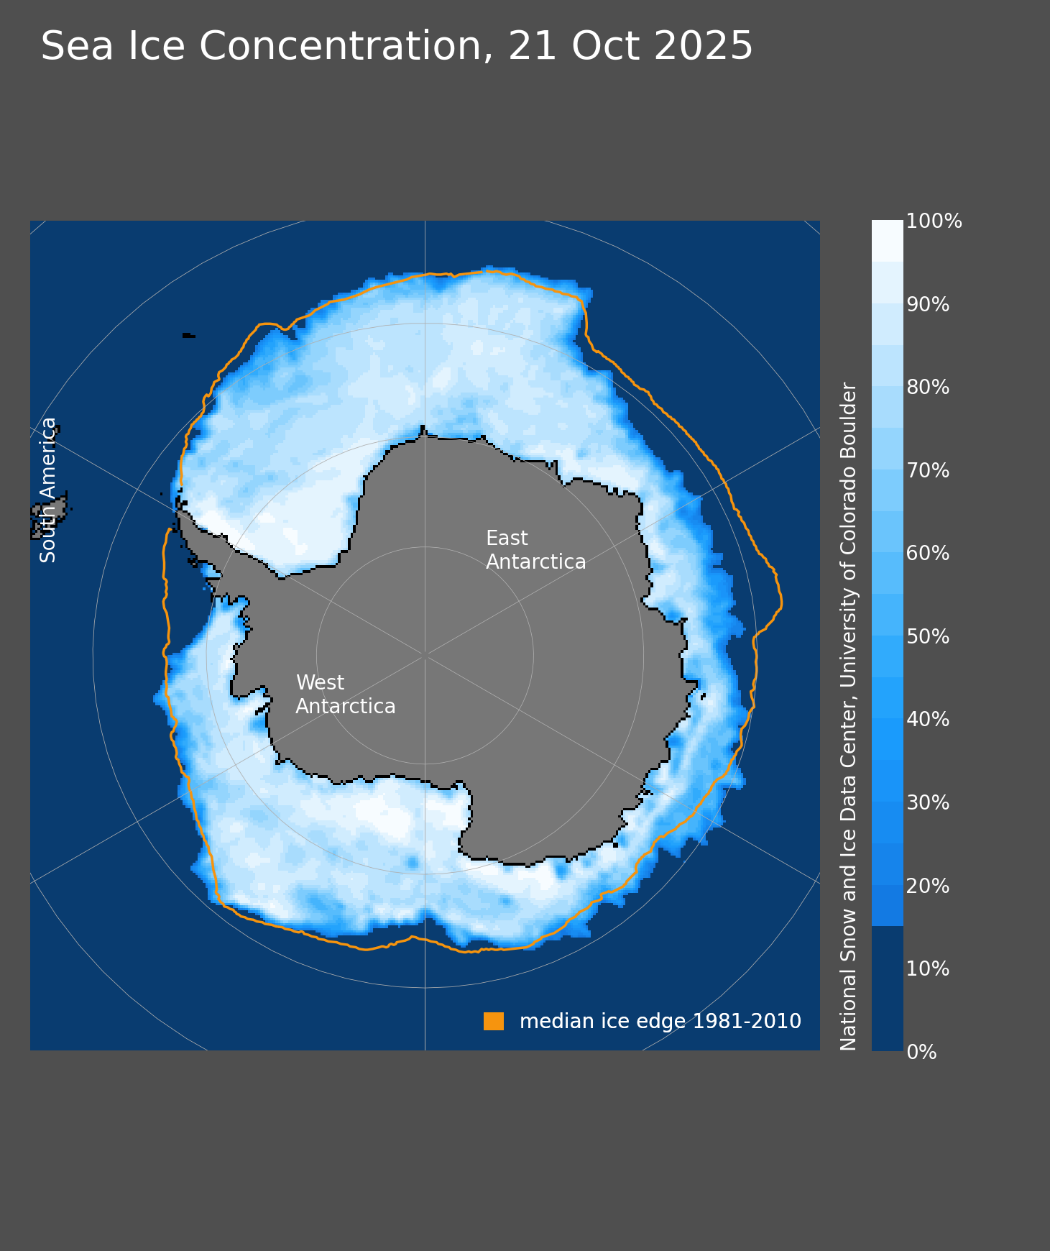 Sea Ice Concentration, 21 Oct 2025
South America
East
Antarctica
West
Antarctica
median ice edge 1981-2010
National Snow and Ice Data Center, University of Colorado Boulder
100%
90%
80%
70%
60%
50%
40%
30%
20%
10%
0%